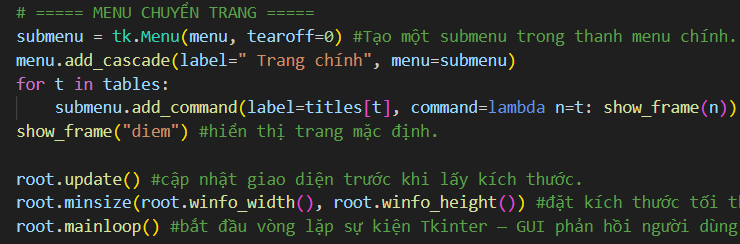 # ===== MENU CHUYỂN TRANG =====
submenu = tk.Menu(menu, tearoff=0) #Tạo một submenu trong thanh menu chính.
menu.add_cascade(label=" Trang chính", menu=submenu)
for t in tables:
    submenu.add_command(label=titles[t], command=lambda n=t: show_frame(n))
show_frame("diem") #hiển thị trang mặc định.
root.update() #cập nhật giao diện trước khi lấy kích thước.
root.minsize(root.winfo_width(), root.winfo_height()) #đặt kích thước tối
root.mainloop() #bắt đầu vòng lặp sự kiện Tkinter – GUI phản hồi người dùng